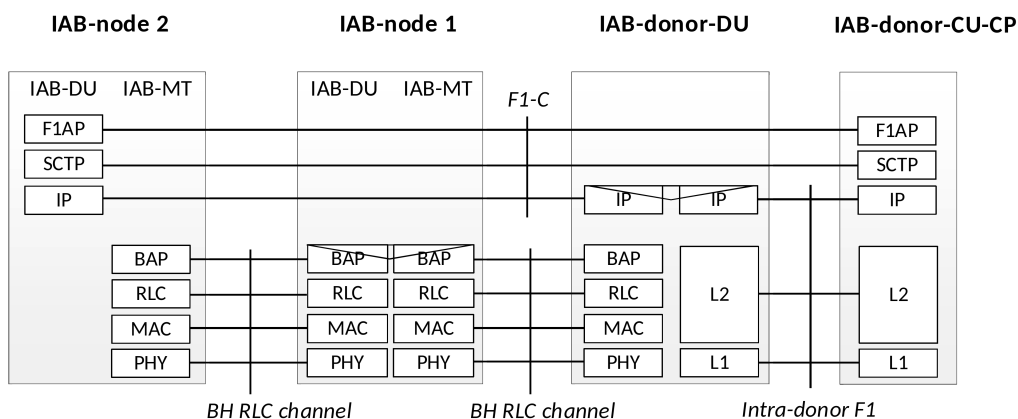 IAB-node 2 IAB-node 1 IAB-donor-DU IAB-donor-CU-CP
IAB-DU IAB-MT IAB-DU IAB-MT
F1-C
F1AP F1AP
SCTP SCTP
IP IP IP IP
BAP BAP BAP BAP
RLC RLC RLC RLC L2 L2
MAC MAC MAC MAC
PHY PHY PHY PHY L1 L1
BH RLC channel BH RLC channel Intra-donor F1